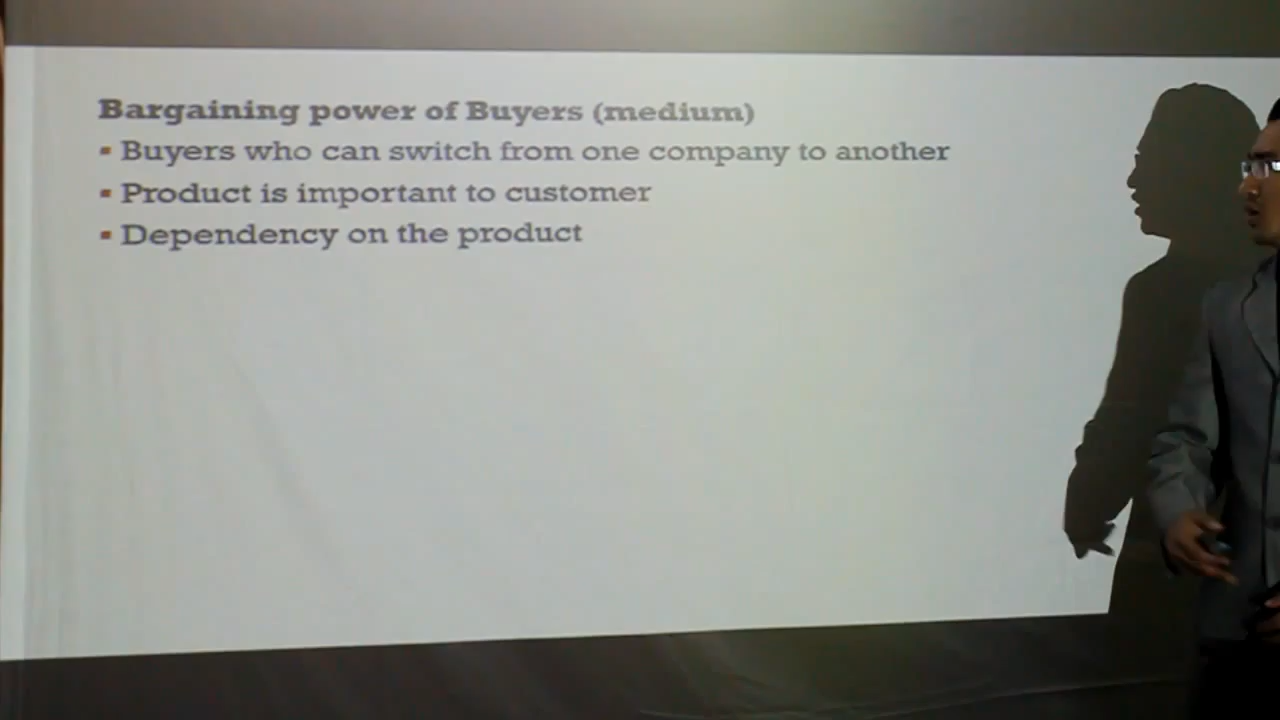 Bargaining power of Buyers (medium)
▪ Buyers who can switch from one company to another
▪ Product is important to customer
▪ Dependency on the product